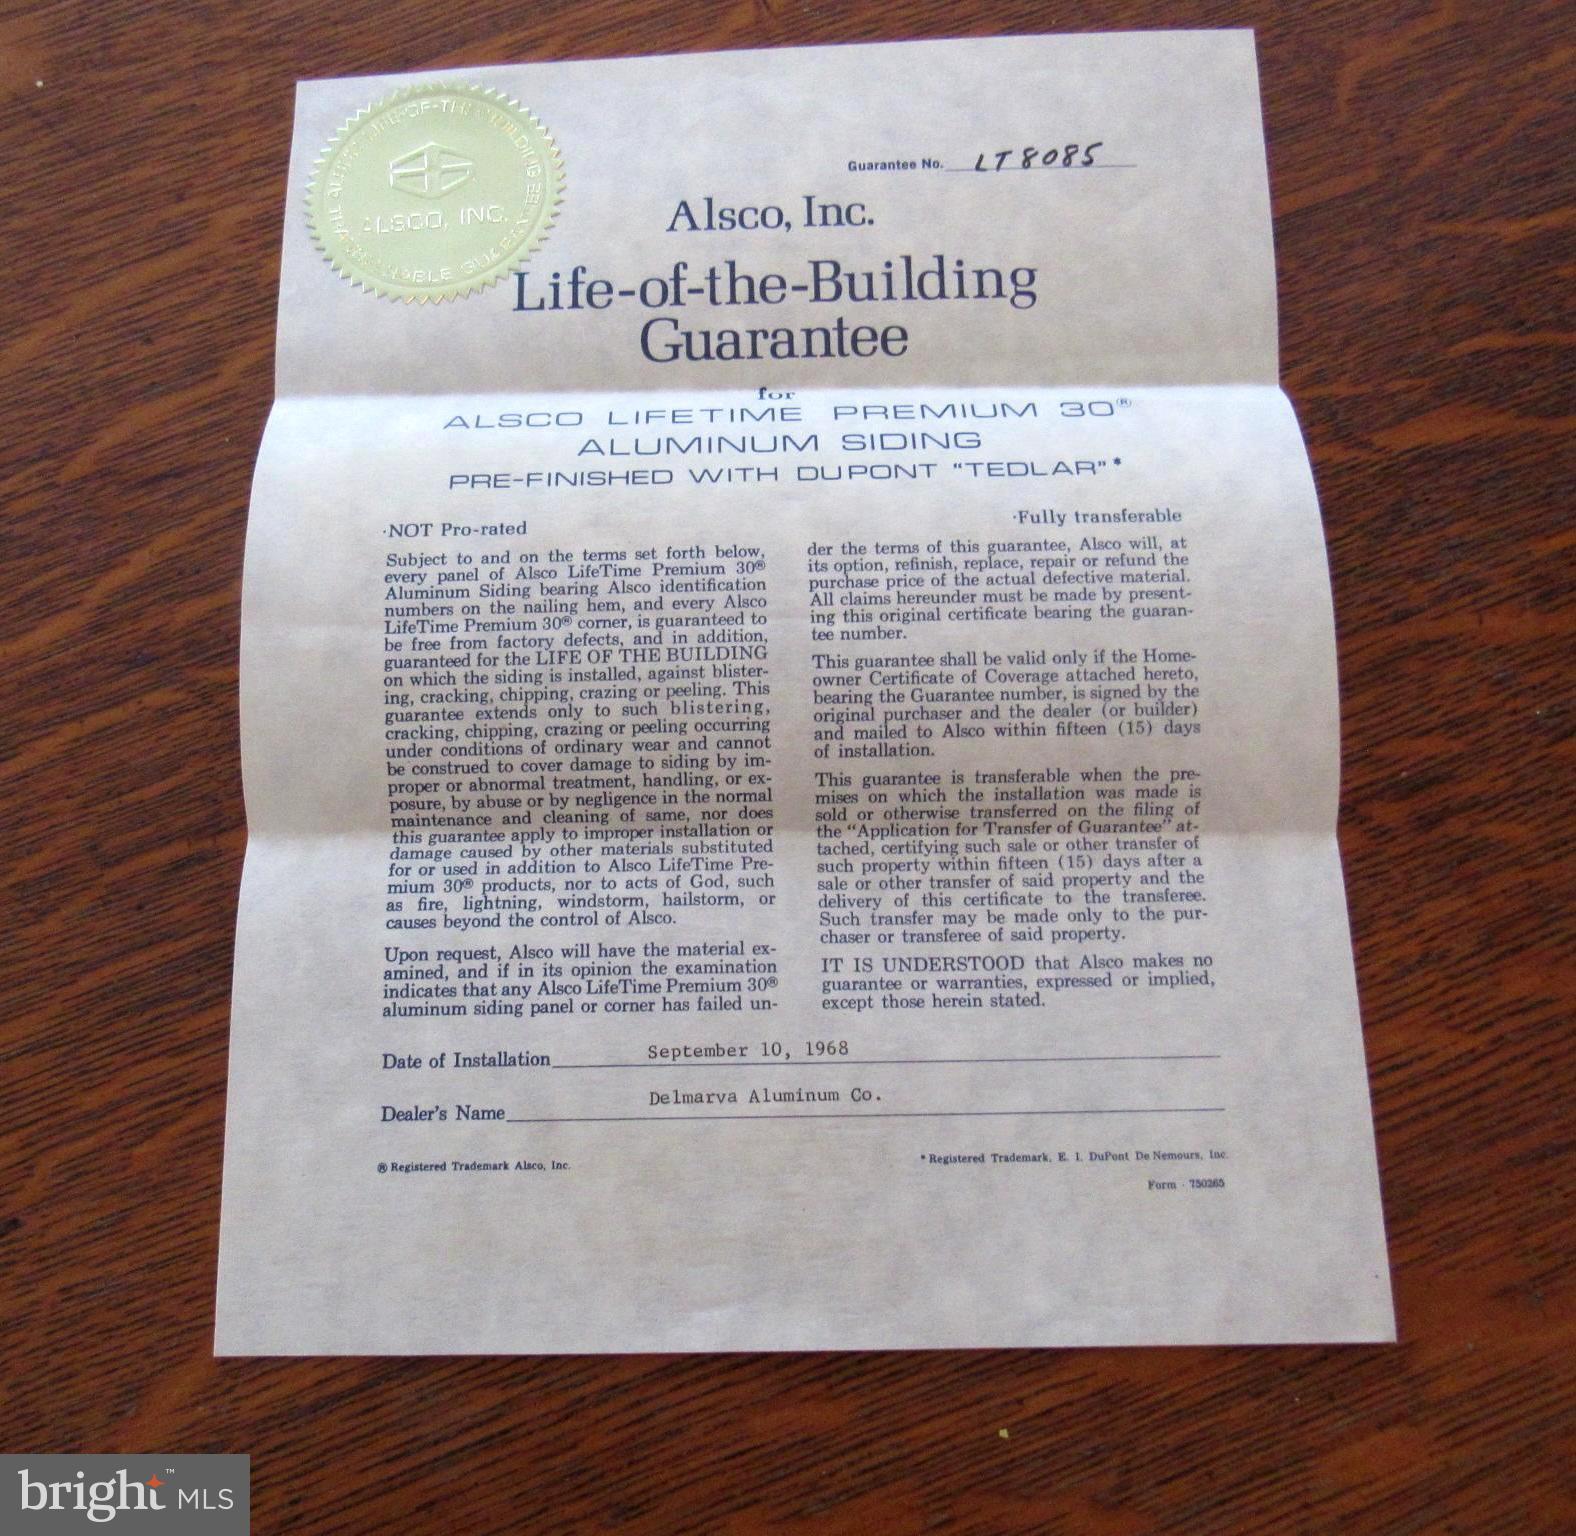 ALSCO, INC.
Guarantee No. LT8085
Alsco, Inc.
Life-of-the-Building
Guarantee
for
ALSCO LIFETIME PREMIUM 30®
ALUMINUM SIDING
PRE-FINISHED WITH DUPONT "TEDLAR"*
·NOT Pro-rated
·Fully transferable
Subject to and on the terms set forth below,
every panel of Alsco LifeTime Premium 30®
Aluminum Siding bearing Alsco identification
numbers on the nailing hem, and every Alsco
LifeTime Premium 30® corner, is guaranteed to
be free from factory defects, and in addition,
guaranteed for the LIFE OF THE BUILDING
on which the siding is installed, against blister-
ing, cracking, chipping, crazing or peeling. This
guarantee extends only to such blistering,
cracking, chipping, crazing or peeling occurring
under conditions of ordinary wear and cannot
be construed to cover damage to siding by im-
proper or abnormal treatment, handling, or ex-
posure, by abuse or by negligence in the normal
maintenance and cleaning of same, nor does
this guarantee apply to improper installation or
damage caused by other materials substituted
for or used in addition to Alsco LifeTime Pre-
mium 30® products, nor to acts of God, such
as fire, lightning, windstorm, hailstorm, or
causes beyond the control of Alsco.
Upon request, Alsco will have the material ex-
amined, and if in its opinion the examination
indicates that any Alsco LifeTime Premium 30®
aluminum siding panel or corner has failed un-
der the terms of this guarantee, Alsco will, at
its option, refinish, replace, repair or refund the
purchase price of the actual defective material.
All claims hereunder must be made by present-
ing this original certificate bearing the guaran-
tee number.
This guarantee shall be valid only if the Home-
owner Certificate of Coverage attached hereto,
bearing the Guarantee number, is signed by the
original purchaser and the dealer (or builder)
and mailed to Alsco within fifteen (15) days
of installation.
This guarantee is transferable when the pre-
mises on which the installation was made is
sold or otherwise transferred on the filing of
the "Application for Transfer of Guarantee" at-
tached, certifying such sale or other transfer of
such property within fifteen (15) days after a
sale or other transfer of said property and the
delivery of this certificate to the transferee.
Such transfer may be made only to the pur-
chaser or transferee of said property.
IT IS UNDERSTOOD that Alsco makes no
guarantee or warranties, expressed or implied,
except those herein stated.
Date of Installation September 10, 1968
Dealer's Name Delmarva Aluminum Co.
® Registered Trademark Alsco, Inc.
* Registered Trademark, E. I. DuPont De Nemours, Inc.
Form - 750265
bright™ MLS